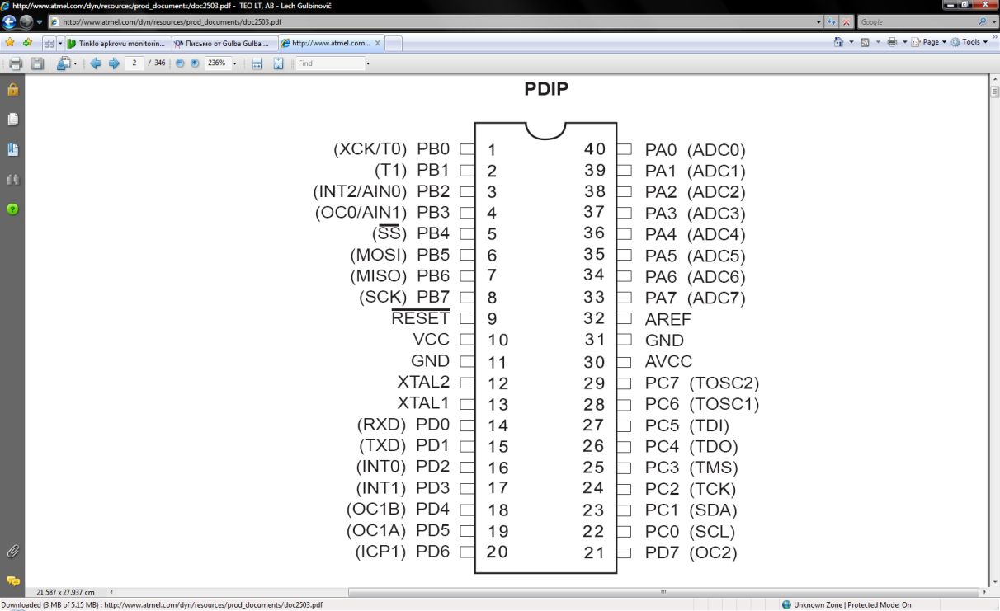 http://www.atmel.com/dyn/resources/prod_documents/doc2503.pdf - TEO LT, AB - Lech Gulbinovič
http://www.atmel.com/dyn/resources/prod_documents/doc2503.pdf
Google
Tinklo apkrovu monitorin...
Письмо от Gulba Gulba ...
http://www.atmel.com...
Page
Tools
2 / 346
236%
Find
PDIP
(XCK/T0) PB0 1 40 PA0 (ADC0)
(T1) PB1 2 39 PA1 (ADC1)
(INT2/AIN0) PB2 3 38 PA2 (ADC2)
(OC0/AIN1) PB3 4 37 PA3 (ADC3)
(SS) PB4 5 36 PA4 (ADC4)
(MOSI) PB5 6 35 PA5 (ADC5)
(MISO) PB6 7 34 PA6 (ADC6)
(SCK) PB7 8 33 PA7 (ADC7)
RESET 9 32 AREF
VCC 10 31 GND
GND 11 30 AVCC
XTAL2 12 29 PC7 (TOSC2)
XTAL1 13 28 PC6 (TOSC1)
(RXD) PD0 14 27 PC5 (TDI)
(TXD) PD1 15 26 PC4 (TDO)
(INT0) PD2 16 25 PC3 (TMS)
(INT1) PD3 17 24 PC2 (TCK)
(OC1B) PD4 18 23 PC1 (SDA)
(OC1A) PD5 19 22 PC0 (SCL)
(ICP1) PD6 20 21 PD7 (OC2)
21.587 x 27.937 cm
Downloaded (3 MB of 5.15 MB) : http://www.atmel.com/dyn/resources/prod_documents/doc2503.pdf
Unknown Zone | Protected Mode: On